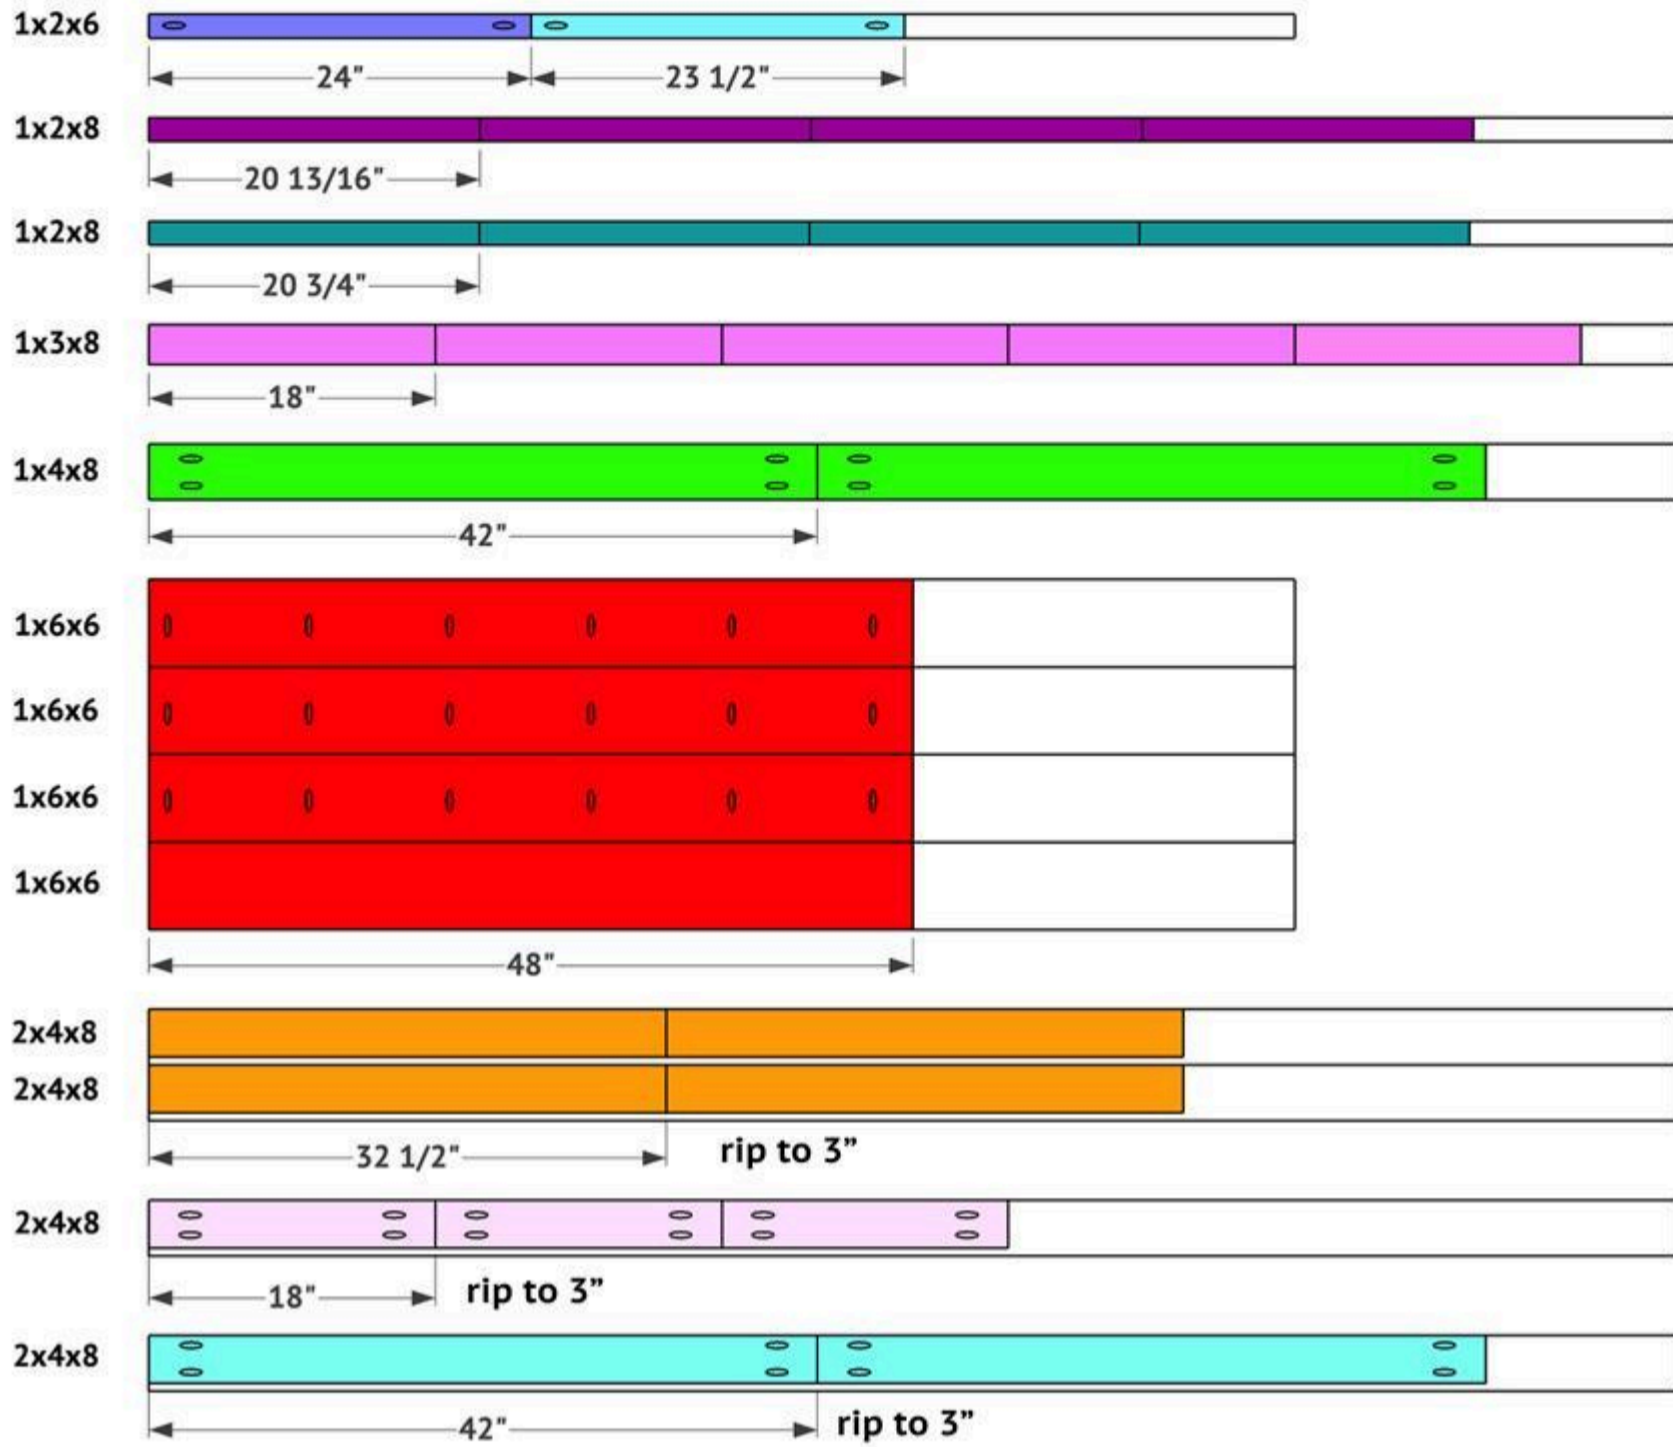 1x2x6
24" 23 1/2"
1x2x8
20 13/16"
1x2x8
20 3/4"
1x3x8
18"
1x4x8
42"
1x6x6
1x6x6
1x6x6
1x6x6
48"
2x4x8
2x4x8
32 1/2" rip to 3”
2x4x8
18" rip to 3”
2x4x8
42" rip to 3”